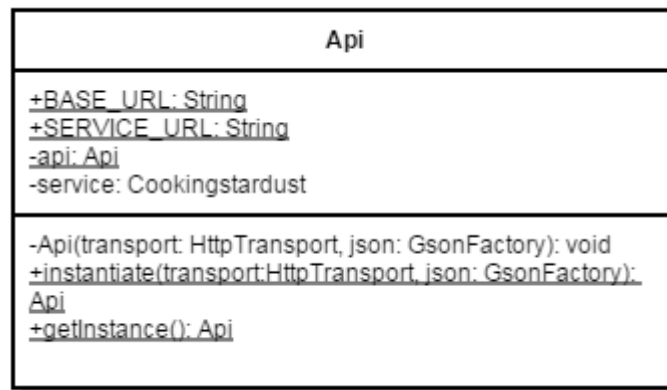 Api
+BASE_URL: String
+SERVICE_URL: String
-api: Api
-service: Cookingstardust
-Api(transport: HttpTransport, json: GsonFactory): void
+instantiate(transport:HttpTransport, json: GsonFactory):
Api
+getInstance(): Api